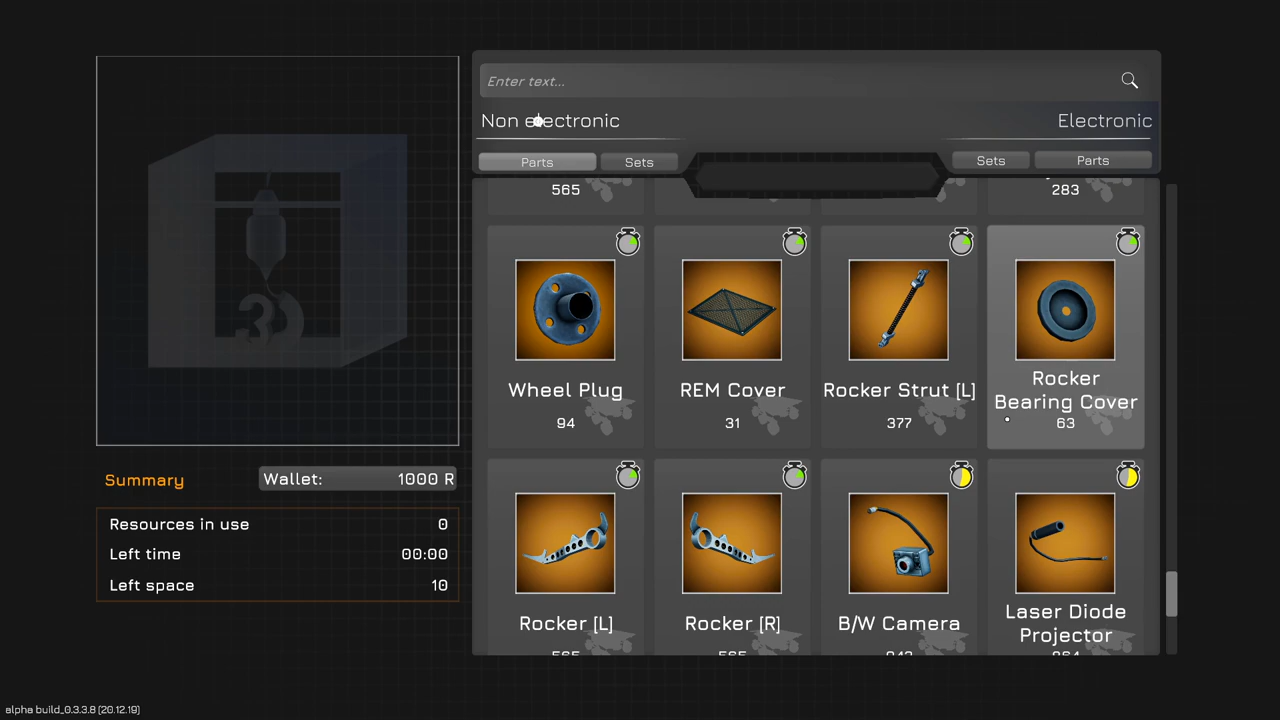 Enter text...
Non electronic
Electronic
Parts
Sets
Sets
Parts
565
283
Wheel Plug
94
REM Cover
31
Rocker Strut [L]
377
Rocker
Bearing Cover
63
Summary
Wallet: 1000 R
Resources in use 0
Left time 00:00
Left space 10
Rocker [L]
565
Rocker [R]
565
B/W Camera
Laser Diode
Projector
alpha build_0.3.3.8 [20.12.19]